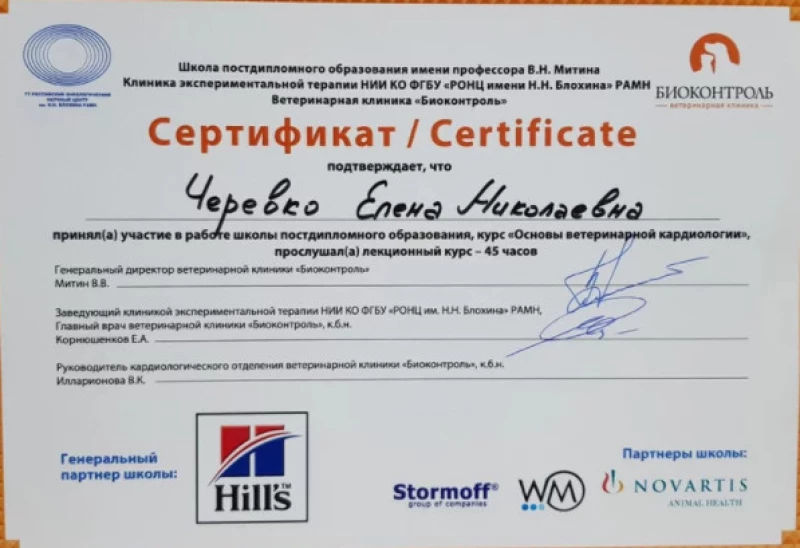 Школа постдипломного образования имени профессора В.Н. Митина
Клиника экспериментальной терапии НИИ КО ФГБУ «РОНЦ имени Н.Н. Блохина» РАМН
Ветеринарная клиника «Биоконтроль»
БИОКОНТРОЛЬ
ветеринарная клиника
Сертификат / Certificate
подтверждает, что
Черевко Елена Николаевна
принял(а) участие в работе школы постдипломного образования, курс «Основы ветеринарной кардиологии»,
прослушал(а) лекционный курс – 45 часов
Генеральный директор ветеринарной клиники «Биоконтроль»
Митин В.В.
Заведующий клиникой экспериментальной терапии НИИ КО ФГБУ «РОНЦ им. Н.Н. Блохина» РАМН,
Главный врач ветеринарной клиники «Биоконтроль», к.б.н.
Корнюшенков Е.А.
Руководитель кардиологического отделения ветеринарной клиники «Биоконтроль», к.б.н.
Илларионова В.К.
Генеральный
партнер школы:
Hill's™
Партнеры школы:
Stormoff®
group of companies
WM
NOVARTIS
ANIMAL HEALTH